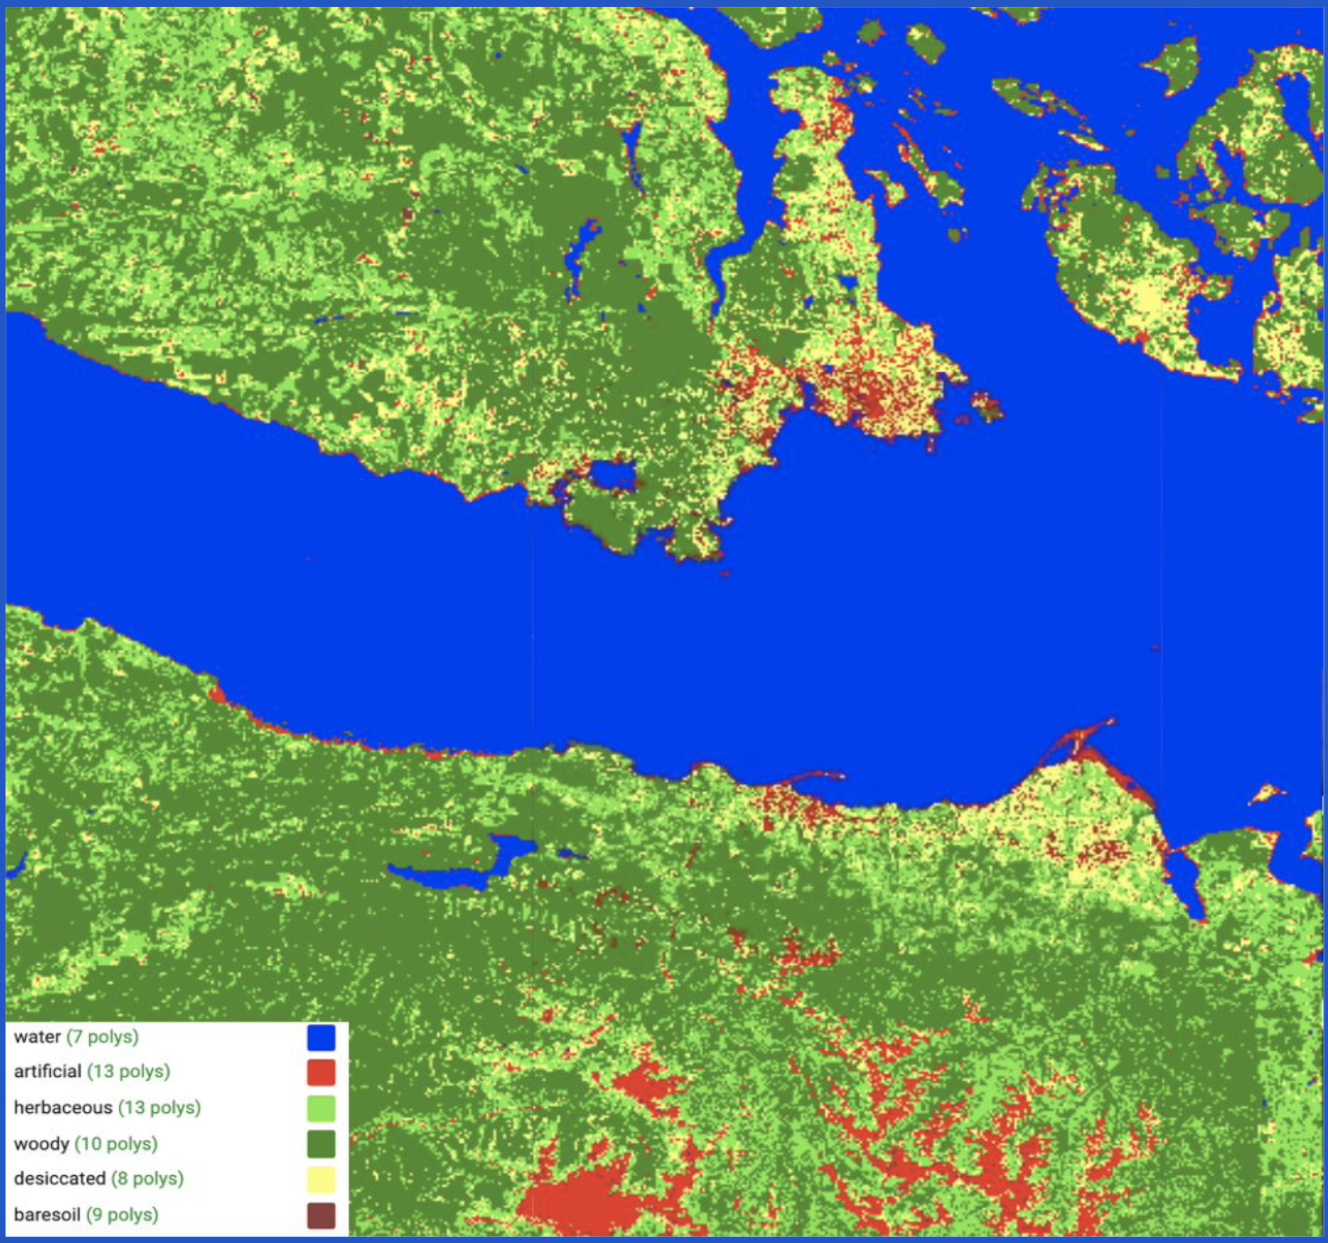 water (7 polys)
artificial (13 polys)
herbaceous (13 polys)
woody (10 polys)
desiccated (8 polys)
baresoil (9 polys)